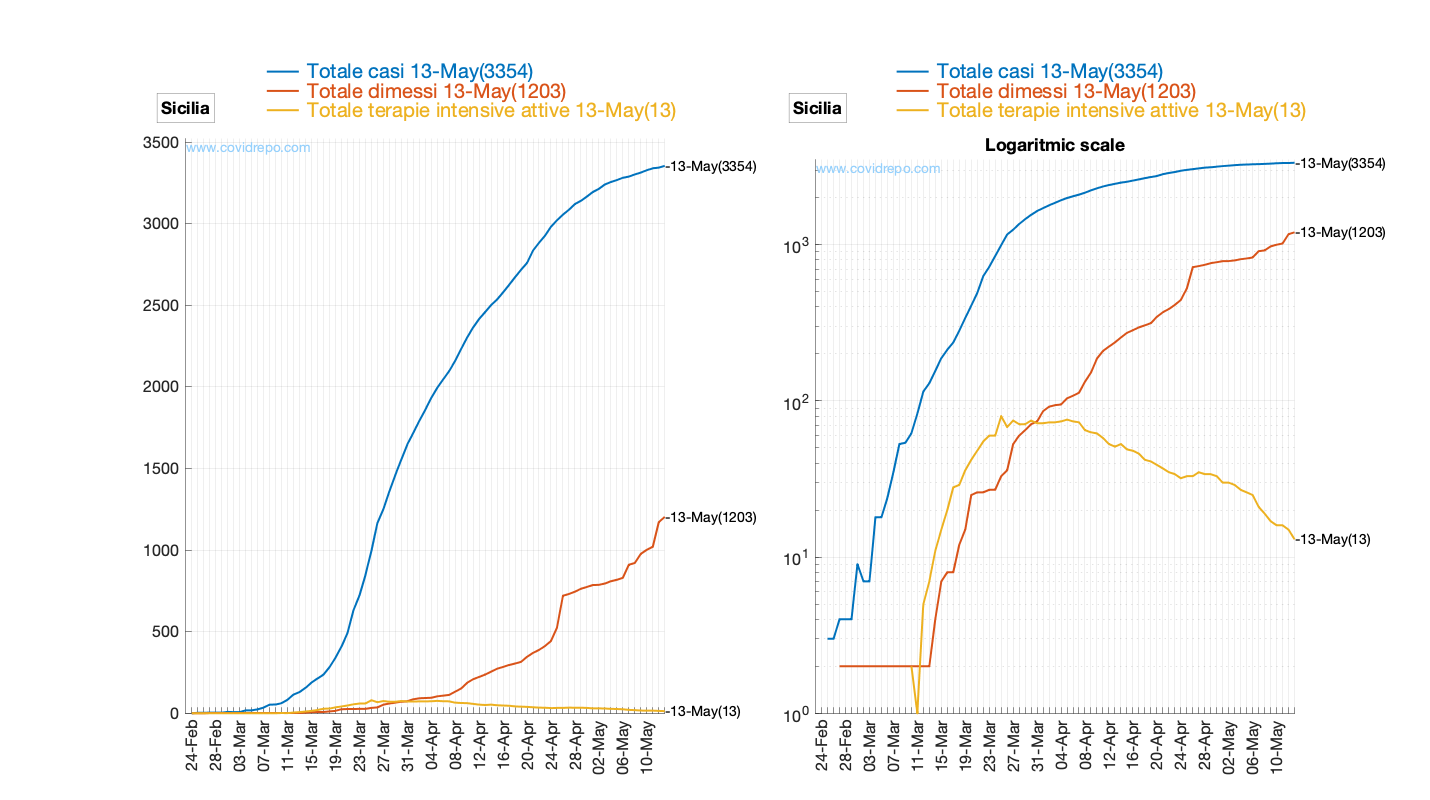 Totale casi 13-May(3354)
Totale dimessi 13-May(1203)
Totale terapie intensive attive 13-May(13)
Sicilia
www.covidrepo.com
3500
3000
2500
2000
1500
1000
500
0
-13-May(3354)
-13-May(1203)
-13-May(13)
24-Feb
28-Feb
03-Mar
07-Mar
11-Mar
15-Mar
19-Mar
23-Mar
27-Mar
31-Mar
04-Apr
08-Apr
12-Apr
16-Apr
20-Apr
24-Apr
28-Apr
02-May
06-May
10-May
Totale casi 13-May(3354)
Totale dimessi 13-May(1203)
Totale terapie intensive attive 13-May(13)
Sicilia
Logaritmic scale
www.covidrepo.com
10³
10²
10¹
10⁰
-13-May(3354)
-13-May(1203)
-13-May(13)
24-Feb
28-Feb
03-Mar
07-Mar
11-Mar
15-Mar
19-Mar
23-Mar
27-Mar
31-Mar
04-Apr
08-Apr
12-Apr
16-Apr
20-Apr
24-Apr
28-Apr
02-May
06-May
10-May